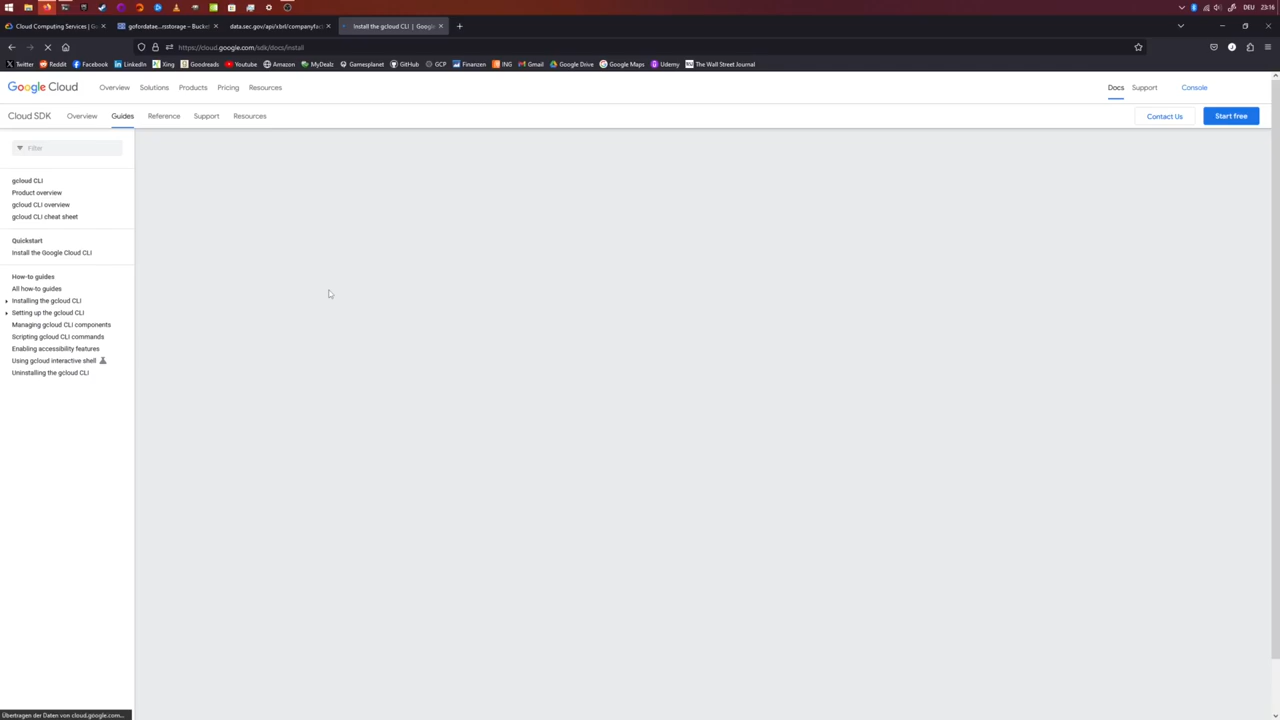 DEU 23:16
Cloud Computing Services | Go
gofordatae...rsstorage – Bucke
data.sec.gov/api/xbrl/companyfac
Install the gcloud CLI | Google
https://cloud.google.com/sdk/docs/install
Twitter Reddit Facebook LinkedIn Xing Goodreads Youtube Amazon MyDealz Gamesplanet GitHub GCP Finanzen ING Gmail Google Drive Google Maps Udemy The Wall Street Journal
Google Cloud Overview Solutions Products Pricing Resources Docs Support Console
Cloud SDK Overview Guides Reference Support Resources Contact Us Start free
Filter
gcloud CLI
Product overview
gcloud CLI overview
gcloud CLI cheat sheet
Quickstart
Install the Google Cloud CLI
How-to guides
All how-to guides
Installing the gcloud CLI
Setting up the gcloud CLI
Managing gcloud CLI components
Scripting gcloud CLI commands
Enabling accessibility features
Using gcloud interactive shell
Uninstalling the gcloud CLI
Übertragen der Daten von cloud.google.com...